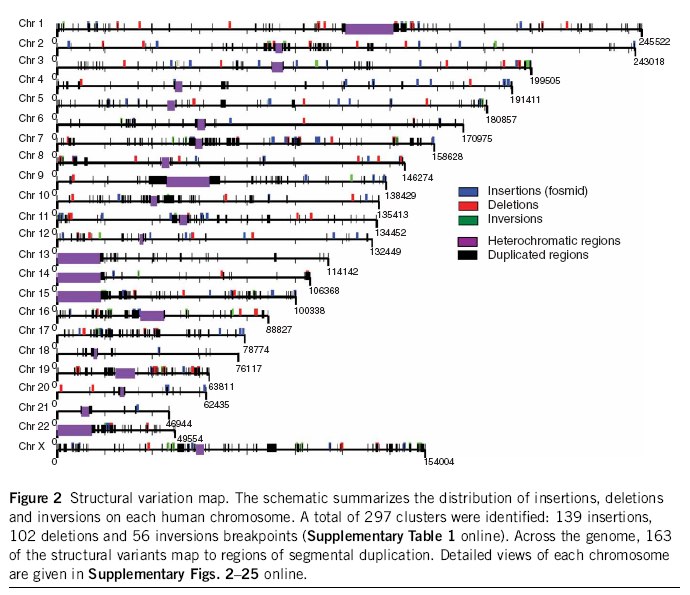 Chr 1 0
245522
Chr 2 0
243018
Chr 3 0
199505
Chr 4 0
191411
Chr 5 0
180857
Chr 6 0
170975
Chr 7 0
158628
Chr 8 0
146274
Chr 9 0
138429
Chr 10 0
135413
Chr 11 0
134452
Chr 12 0
132449
Chr 13 0
114142
Chr 14 0
106368
Chr 15 0
100338
Chr 16 0
88827
Chr 17 0
78774
Chr 18 0
76117
Chr 19 0
63811
Chr 20 0
62435
Chr 21 0
46944
Chr 22 0
49554
Chr X 0
0
154004
Insertions (fosmid)
Deletions
Inversions
Heterochromatic regions
Duplicated regions
Figure 2 Structural variation map. The schematic summarizes the distribution of insertions, deletions
and inversions on each human chromosome. A total of 297 clusters were identified: 139 insertions,
102 deletions and 56 inversions breakpoints (Supplementary Table 1 online). Across the genome, 163
of the structural variants map to regions of segmental duplication. Detailed views of each chromosome
are given in Supplementary Figs. 2–25 online.